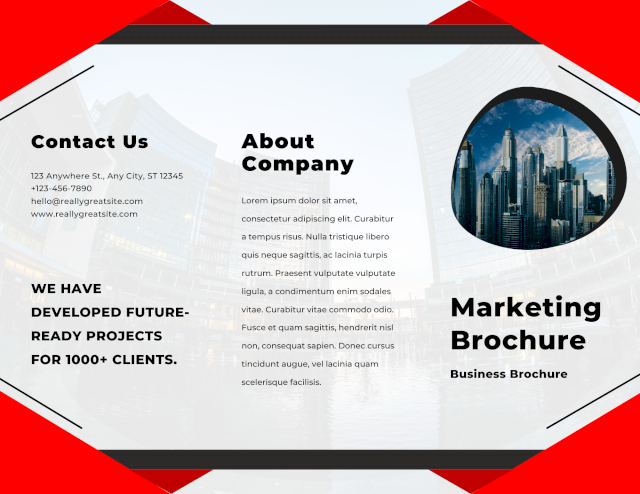 Contact Us
123 Anywhere St., Any City, ST 12345
+123-456-7890
hello@reallygreatsite.com
www.reallygreatsite.com
WE HAVE
DEVELOPED FUTURE-
READY PROJECTS
FOR 1000+ CLIENTS.
About
Company
Lorem ipsum dolor sit amet,
consectetur adipiscing elit. Curabitur
a tempus risus. Nulla tristique libero
quis neque sagittis, ac lacinia turpis
rutrum. Praesent vulputate vulputate
ligula, a condimentum enim sodales
vitae. Curabitur vitae commodo odio.
Fusce et quam sagittis, hendrerit nisl
non, consequat sapien. Donec cursus
tincidunt augue, vel lacinia quam
scelerisque facilisis.
Marketing
Brochure
Business Brochure